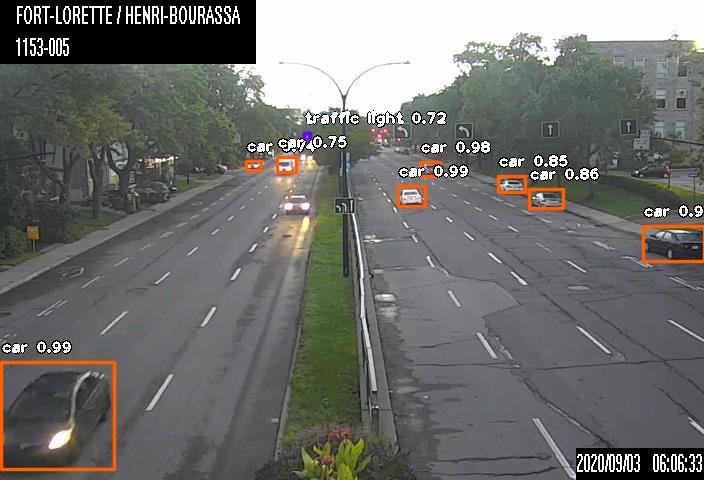 FORT-LORETTE / HENRI-BOURASSA
1153-005
traffic light 0.72
car 0.75
car 0.98
car 0.99
car 0.85
car 0.86
car 0.9
car 0.99
2020/09/03 06:06:33